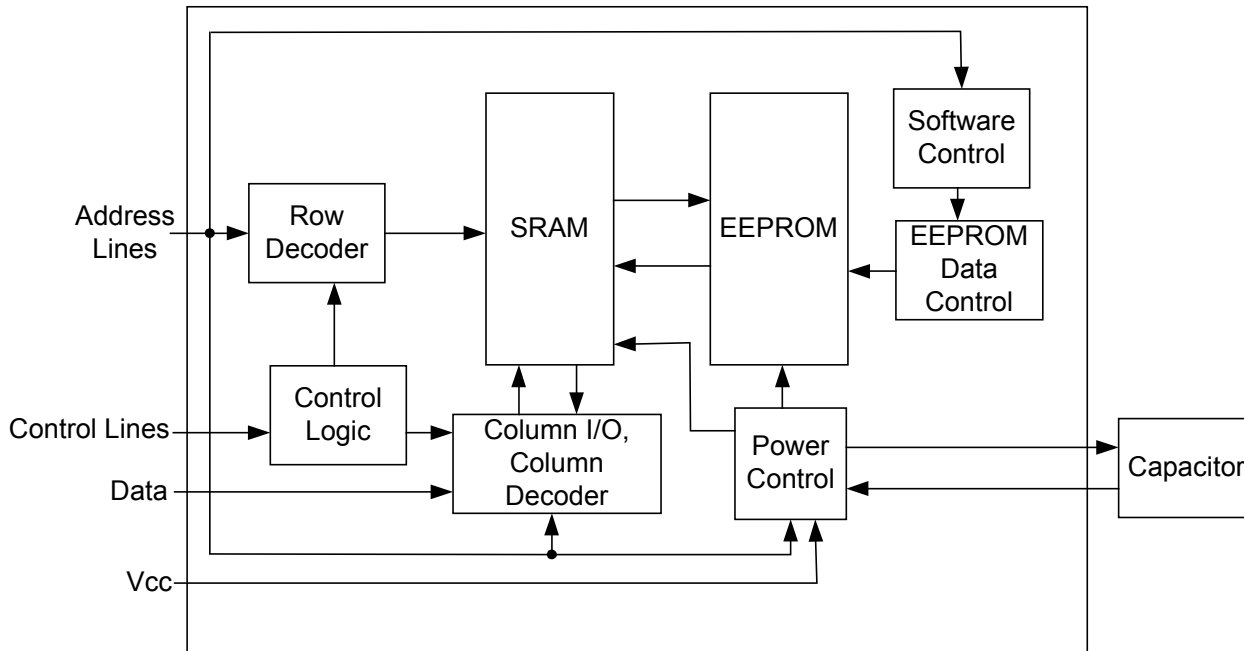 Software
Control
Address
Lines
Row
Decoder
SRAM
EEPROM
EEPROM
Data
Control
Control Lines
Control
Logic
Column I/O,
Column
Decoder
Power
Control
Capacitor
Data
Vcc